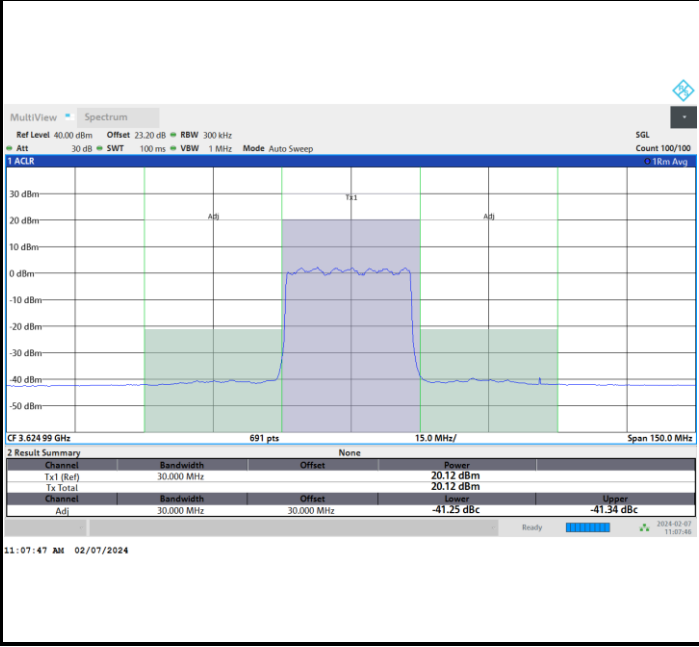 MultiView Spectrum
Ref Level 40.00 dBm Offset 23.20 dB RBW 300 kHz SGL
Att 30 dB SWT 100 ms VBW 1 MHz Mode Auto Sweep Count 100/100
1 ACLR 1Rm Avg
Tx1
30 dBm
Adj Adj
20 dBm
10 dBm
0 dBm
-10 dBm
-20 dBm
-30 dBm
-40 dBm
-50 dBm
CF 3.624 99 GHz 691 pts 15.0 MHz/ Span 150.0 MHz
2 Result Summary None
Channel Bandwidth Offset Power
Tx1 (Ref) 30.000 MHz 20.12 dBm
Tx Total 20.12 dBm
Channel Bandwidth Offset Lower Upper
Adj 30.000 MHz 30.000 MHz -41.25 dBc -41.34 dBc
Ready 2024-02-07
11:07:46
11:07:47 AM 02/07/2024